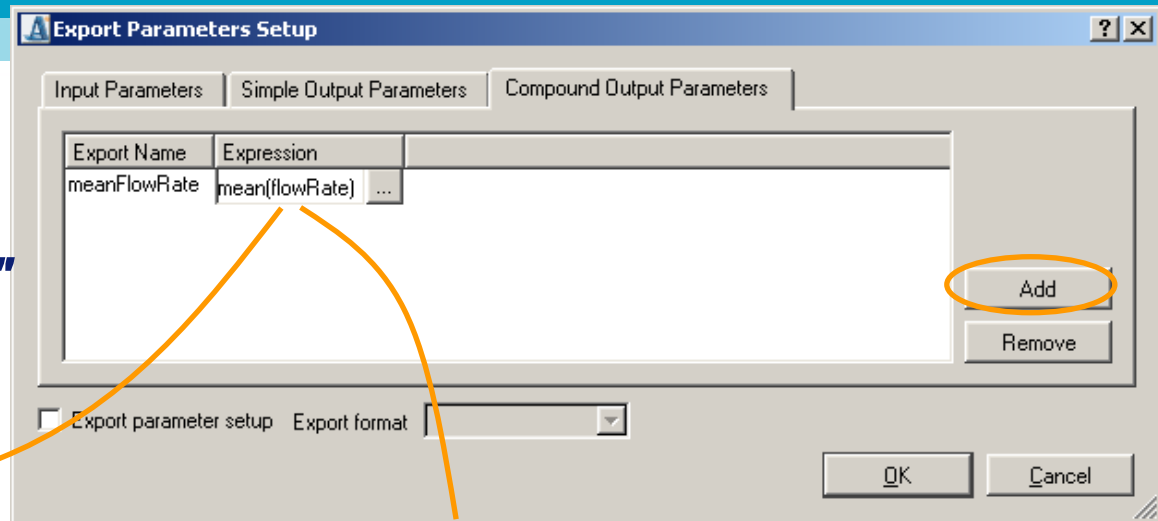 Export Parameters Setup
Input Parameters Simple Output Parameters Compound Output Parameters
Export Name Expression
meanFlowRate mean(flowRate) ...
"
Add
Remove
Export parameter setup Export format
OK Cancel